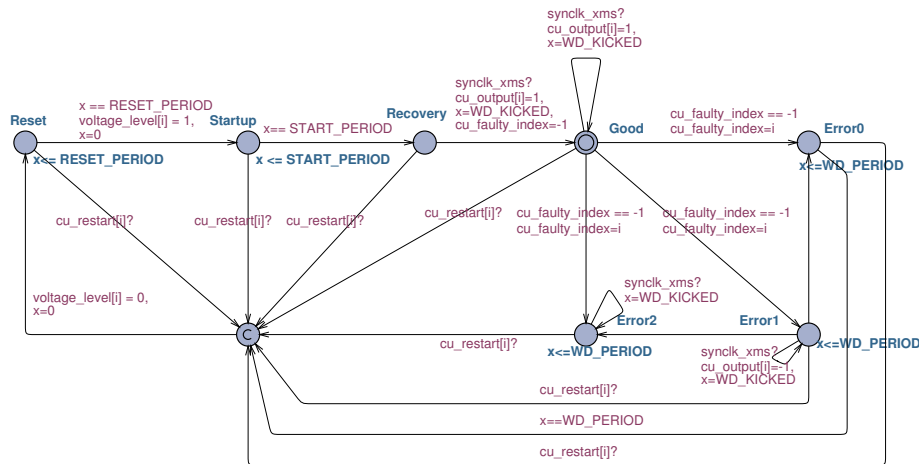 synclk_xms?
cu_output[i]=1,
x=WD_KICKED
synclk_xms?
cu_output[i]=1,
x=WD_KICKED,
cu_faulty_index=-1
x == RESET_PERIOD
voltage_level[i] = 1,
x=0
Reset
Startup
x== START_PERIOD
Recovery
Good
cu_faulty_index == -1
cu_faulty_index=i
Error0
x<= RESET_PERIOD
x <= START_PERIOD
x<=WD_PERIOD
cu_restart[i]?
cu_restart[i]?
cu_restart[i]?
cu_restart[i]?
cu_faulty_index == -1
cu_faulty_index=i
cu_faulty_index == -1
cu_faulty_index=i
voltage_level[i] = 0,
x=0
synclk_xms?
x=WD_KICKED
C
cu_restart[i]?
Error2
x<=WD_PERIOD
Error1
x<=WD_PERIOD
synclk_xms?
cu_output[i]=-1,
x=WD_KICKED
cu_restart[i]?
x==WD_PERIOD
cu_restart[i]?